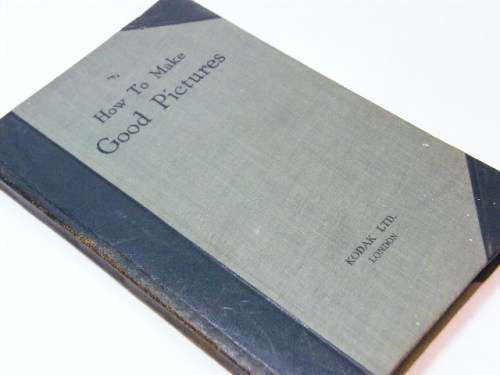 How To Make
Good Pictures
KODAK LTD.
LONDON